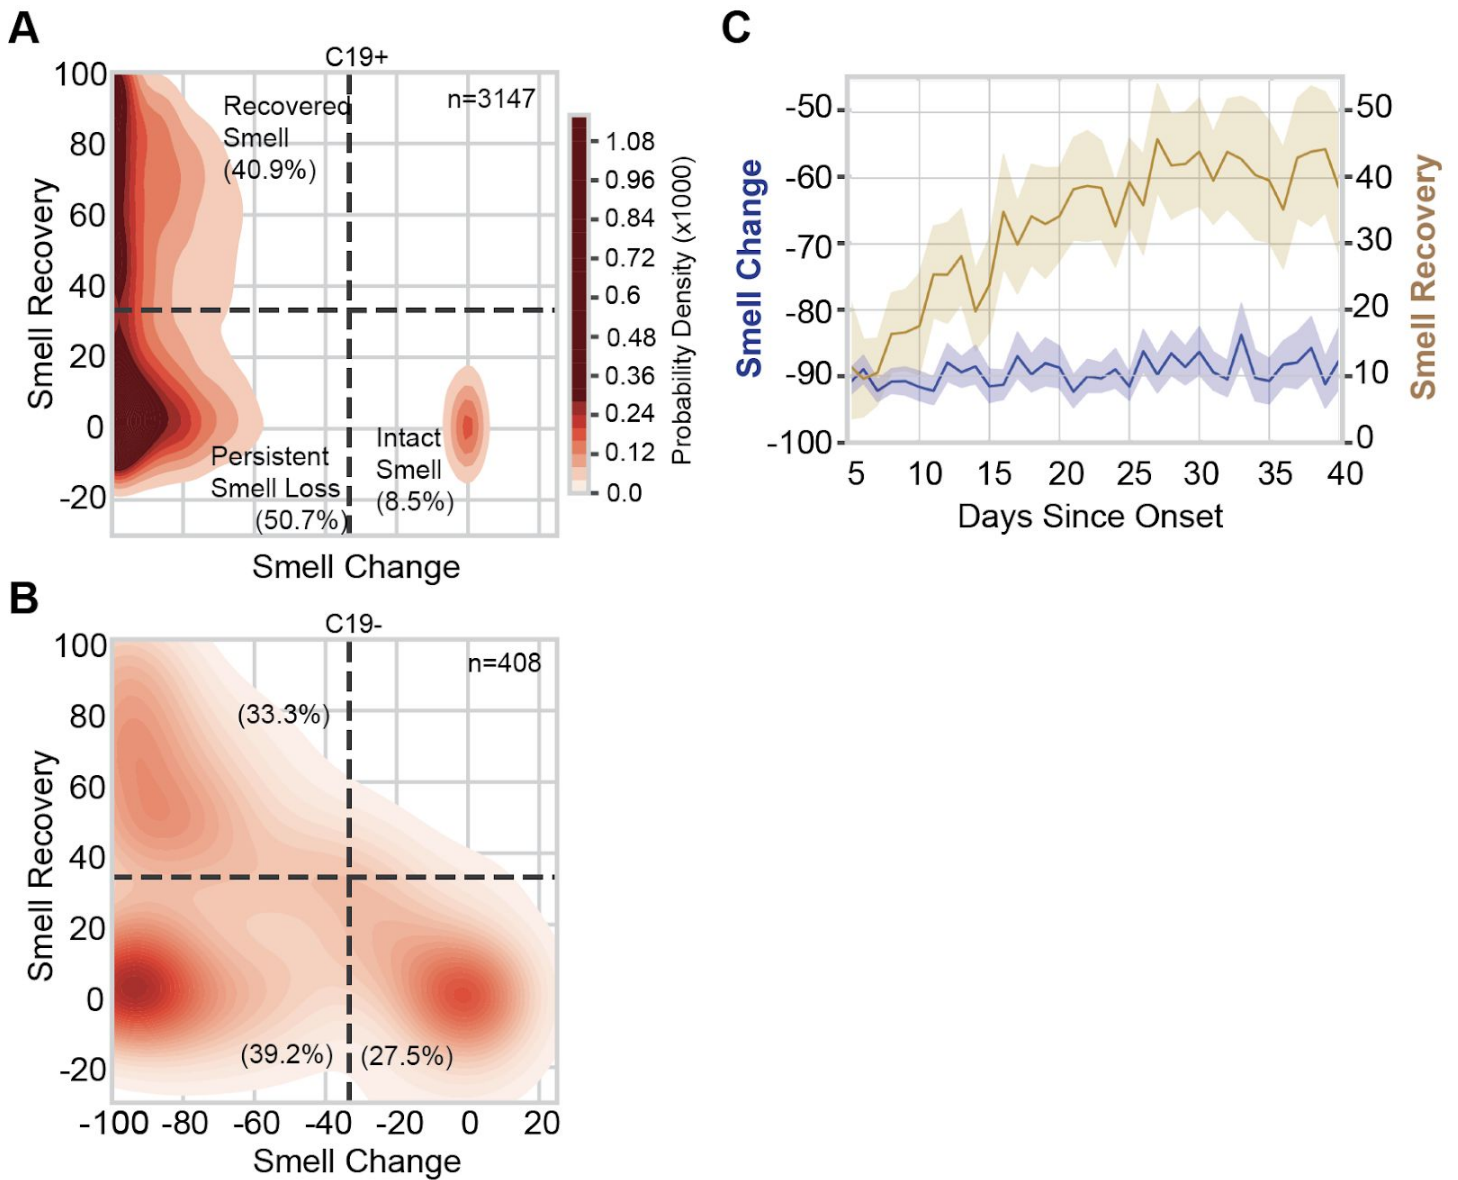 A
C19+
n=3147
Recovered
Smell
(40.9%)
Persistent
Smell Loss
(50.7%)
Intact
Smell
(8.5%)
100
80
60
40
20
0
-20
Smell Recovery
Smell Change
1.08
0.96
0.84
0.72
0.6
0.48
0.36
0.24
0.12
0.0
Probability Density (x1000)
B
C19-
n=408
(33.3%)
(39.2%)
(27.5%)
100
80
60
40
20
0
-20
Smell Recovery
-100
-80
-60
-40
-20
0
20
Smell Change
C
-50
-60
-70
-80
-90
-100
Smell Change
50
40
30
20
10
0
Smell Recovery
5
10
15
20
25
30
35
40
Days Since Onset